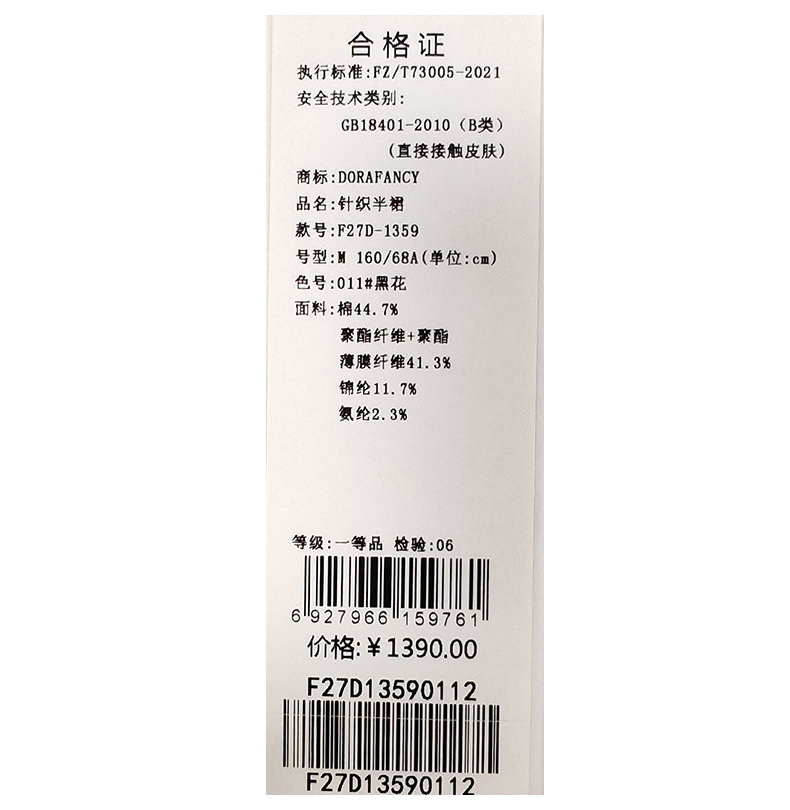 合格证
执行标准:FZ/T73005-2021
安全技术类别:
GB18401-2010（B类）
(直接接触皮肤)
商标:DORAFANCY
品名:针织半裙
款号:F27D-1359
号型:M 160/68A(单位:cm)
色号:011#黑花
面料:棉44.7%
聚酯纤维+聚酯
薄膜纤维41.3%
锦纶11.7%
氨纶2.3%
等级:一等品 检验:06
6 927966 159761
价格:￥1390.00
F27D13590112
F27D13590112